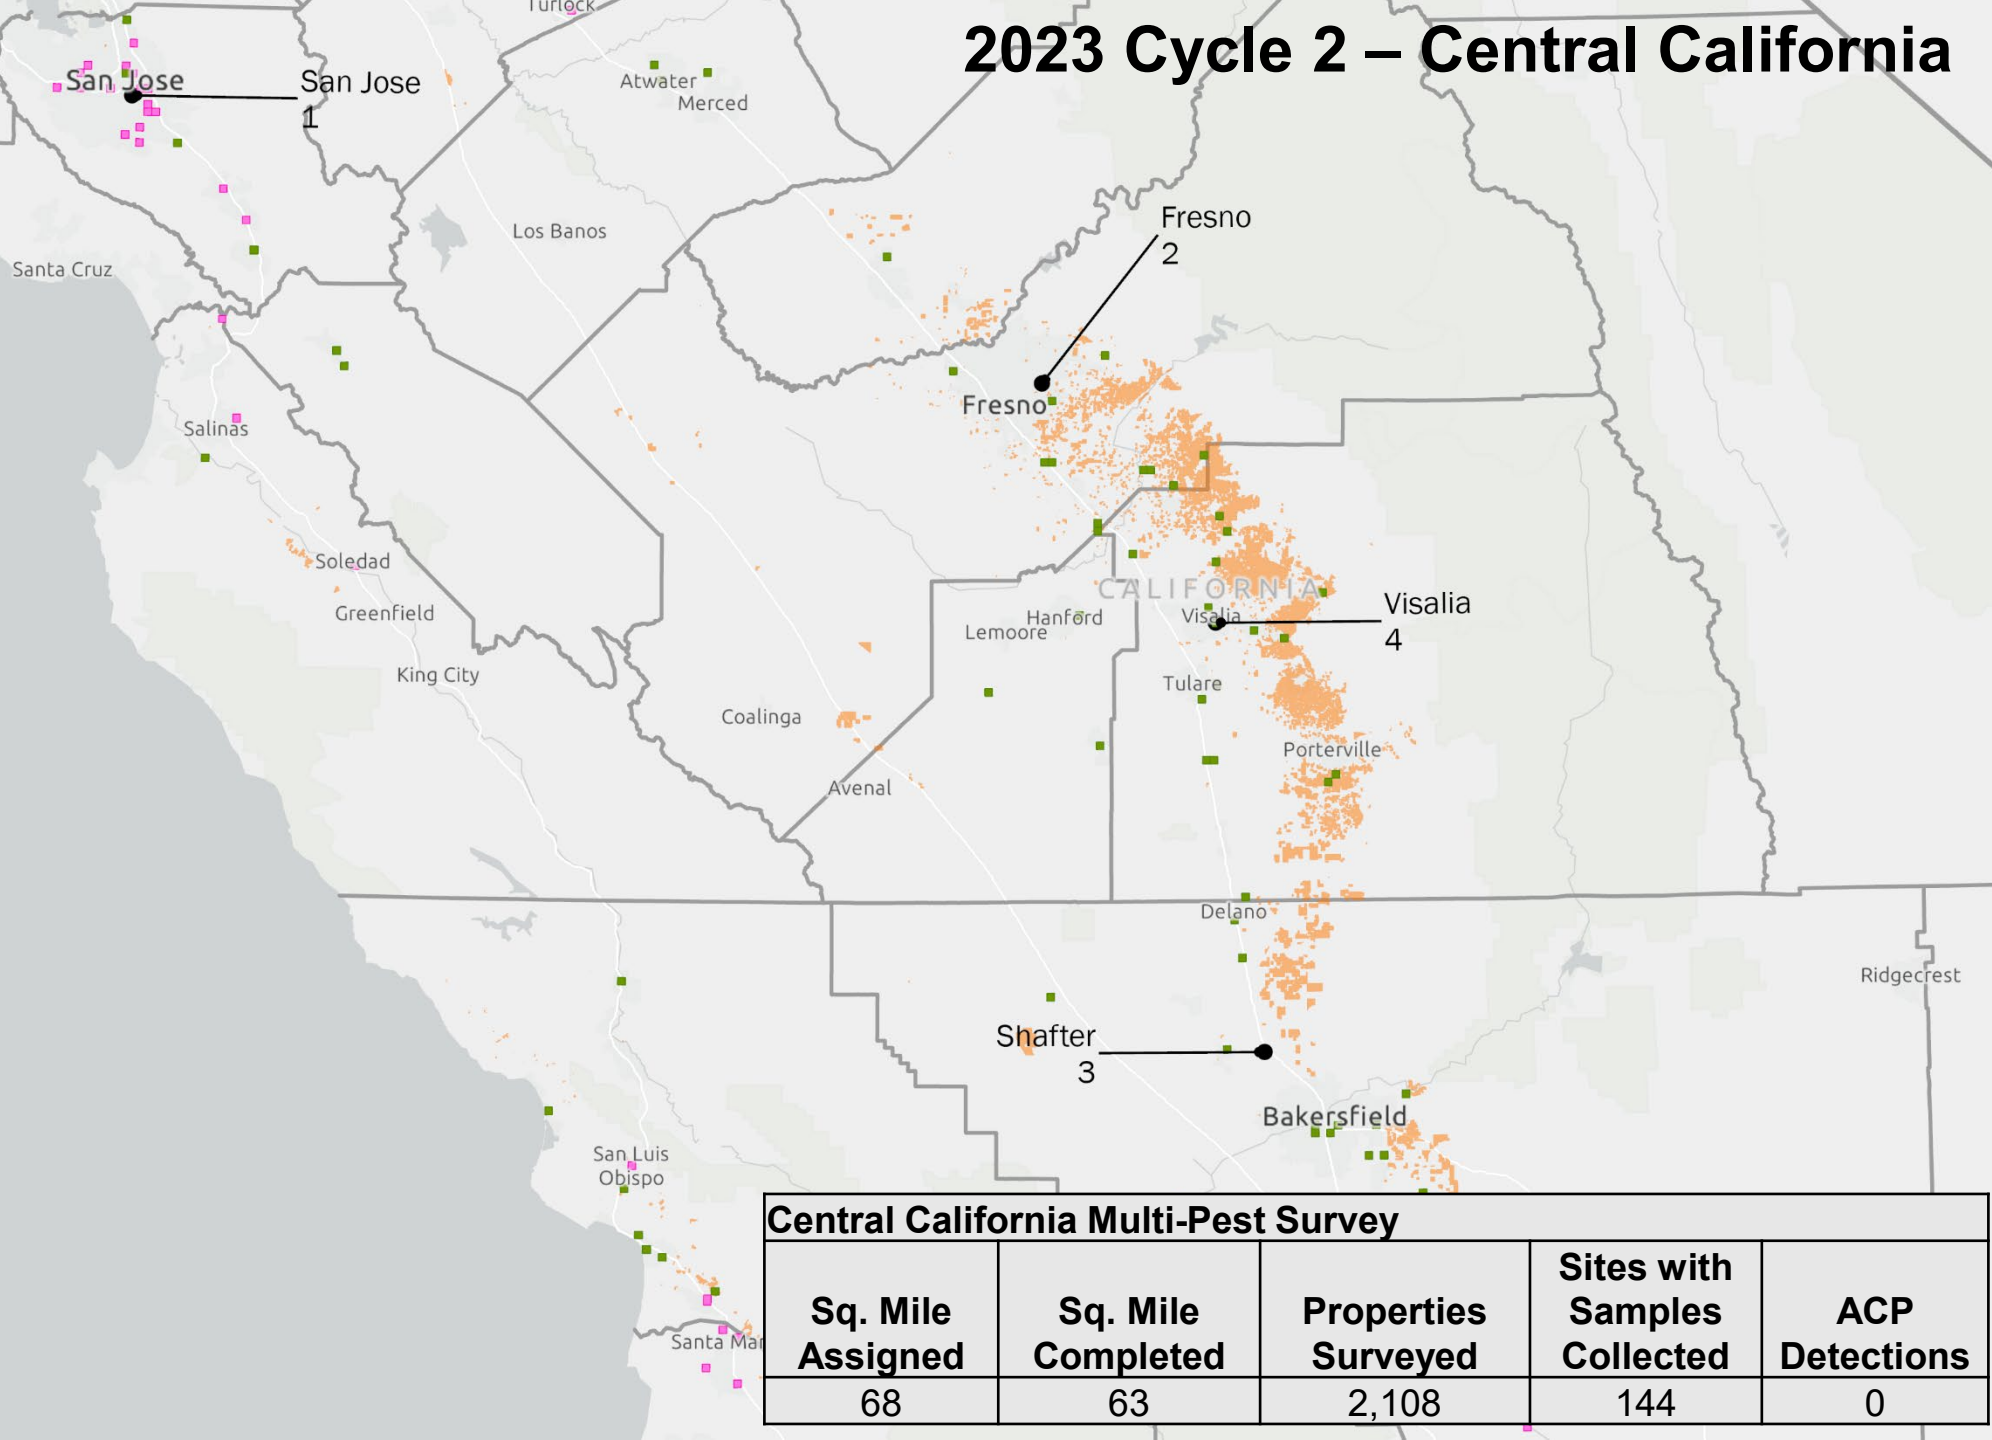 Turlock
2023 Cycle 2 – Central California
San Jose
San Jose
1
Atwater
Merced
Los Banos
Santa Cruz
Fresno
2
Fresno
Salinas
Soledad
Greenfield
CALIFORNIA
Hanford
Lemoore
Visalia
Visalia
4
King City
Tulare
Coalinga
Porterville
Avenal
Delano
Ridgecrest
Shafter
3
Bakersfield
San Luis
Obispo
Santa Mar
Central California Multi-Pest Survey
Sq. Mile Assigned
Sq. Mile Completed
Properties Surveyed
Sites with Samples Collected
ACP Detections
68 63 2,108 144 0